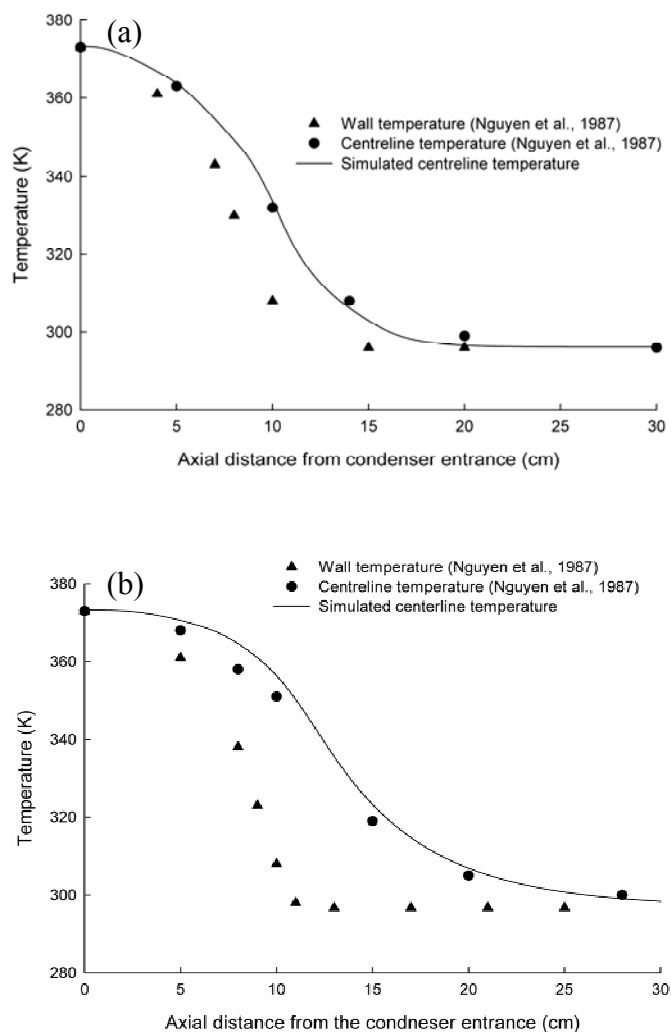 (a)
380
360
340
320
300
280
Temperature (K)
Wall temperature (Nguyen et al., 1987)
Centreline temperature (Nguyen et al., 1987)
Simulated centreline temperature
0 5 10 15 20 25 30
Axial distance from condenser entrance (cm)
(b)
Wall temperature (Nguyen et al., 1987)
Centreline temperature (Nguyen et al., 1987)
Simulated centerline temperature
380
360
340
320
300
280
Temperature (K)
0 5 10 15 20 25 30
Axial distance from the condneser entrance (cm)